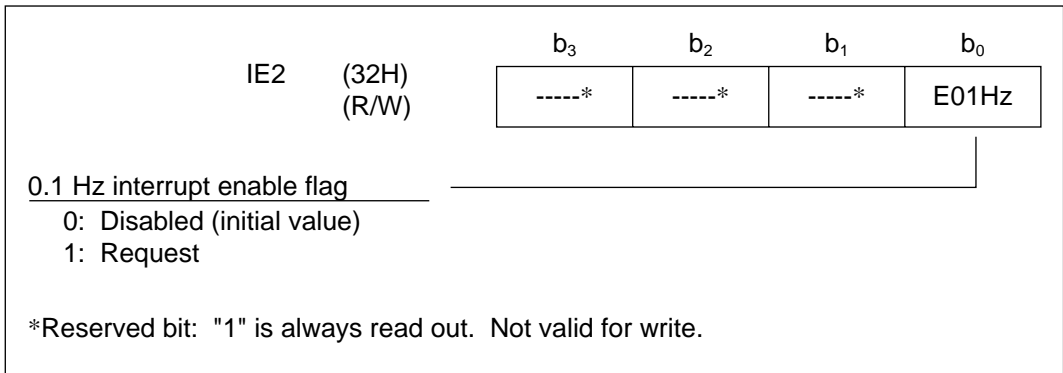 b₃ b₂ b₁ b₀
IE2 (32H) -----* -----* -----* E01Hz
(R/W)
0.1 Hz interrupt enable flag
0: Disabled (initial value)
1: Request
*Reserved bit: "1" is always read out. Not valid for write.